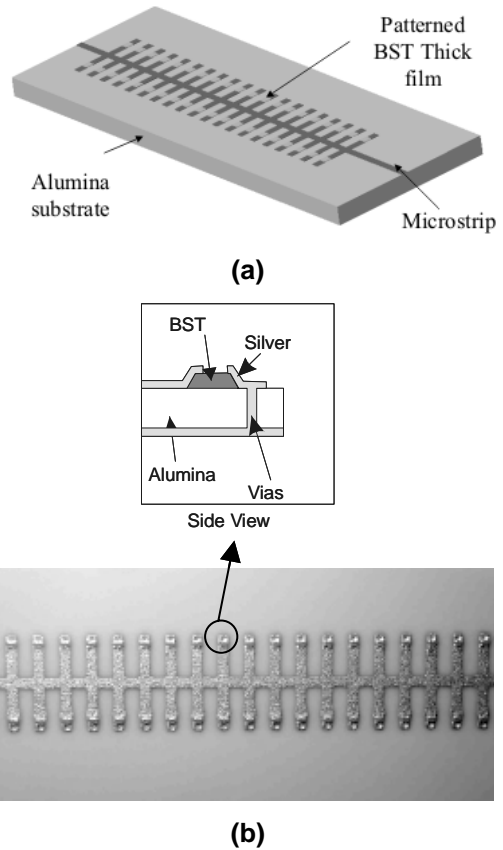 Patterned
BST Thick
film
Alumina
substrate
Microstrip
(a)
BST
Silver
Alumina
Vias
Side View
(b)